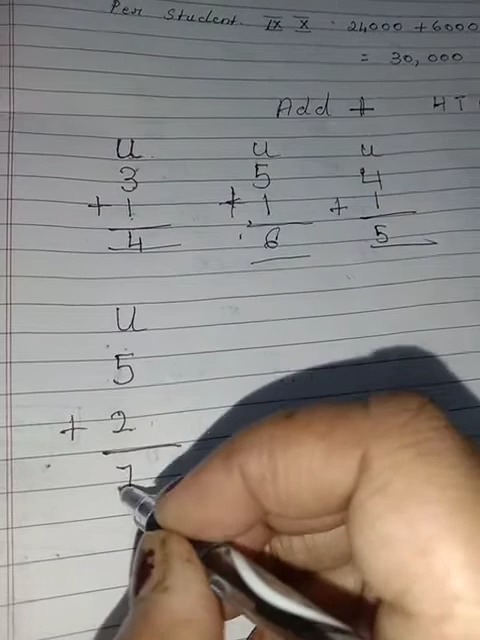 Per Student. IX X . 24000 + 6000
= 30,000
Add + H T
U U U
3 5 4
+ 1 + 1 + 1
4 6 5
U
5
+ 2
7